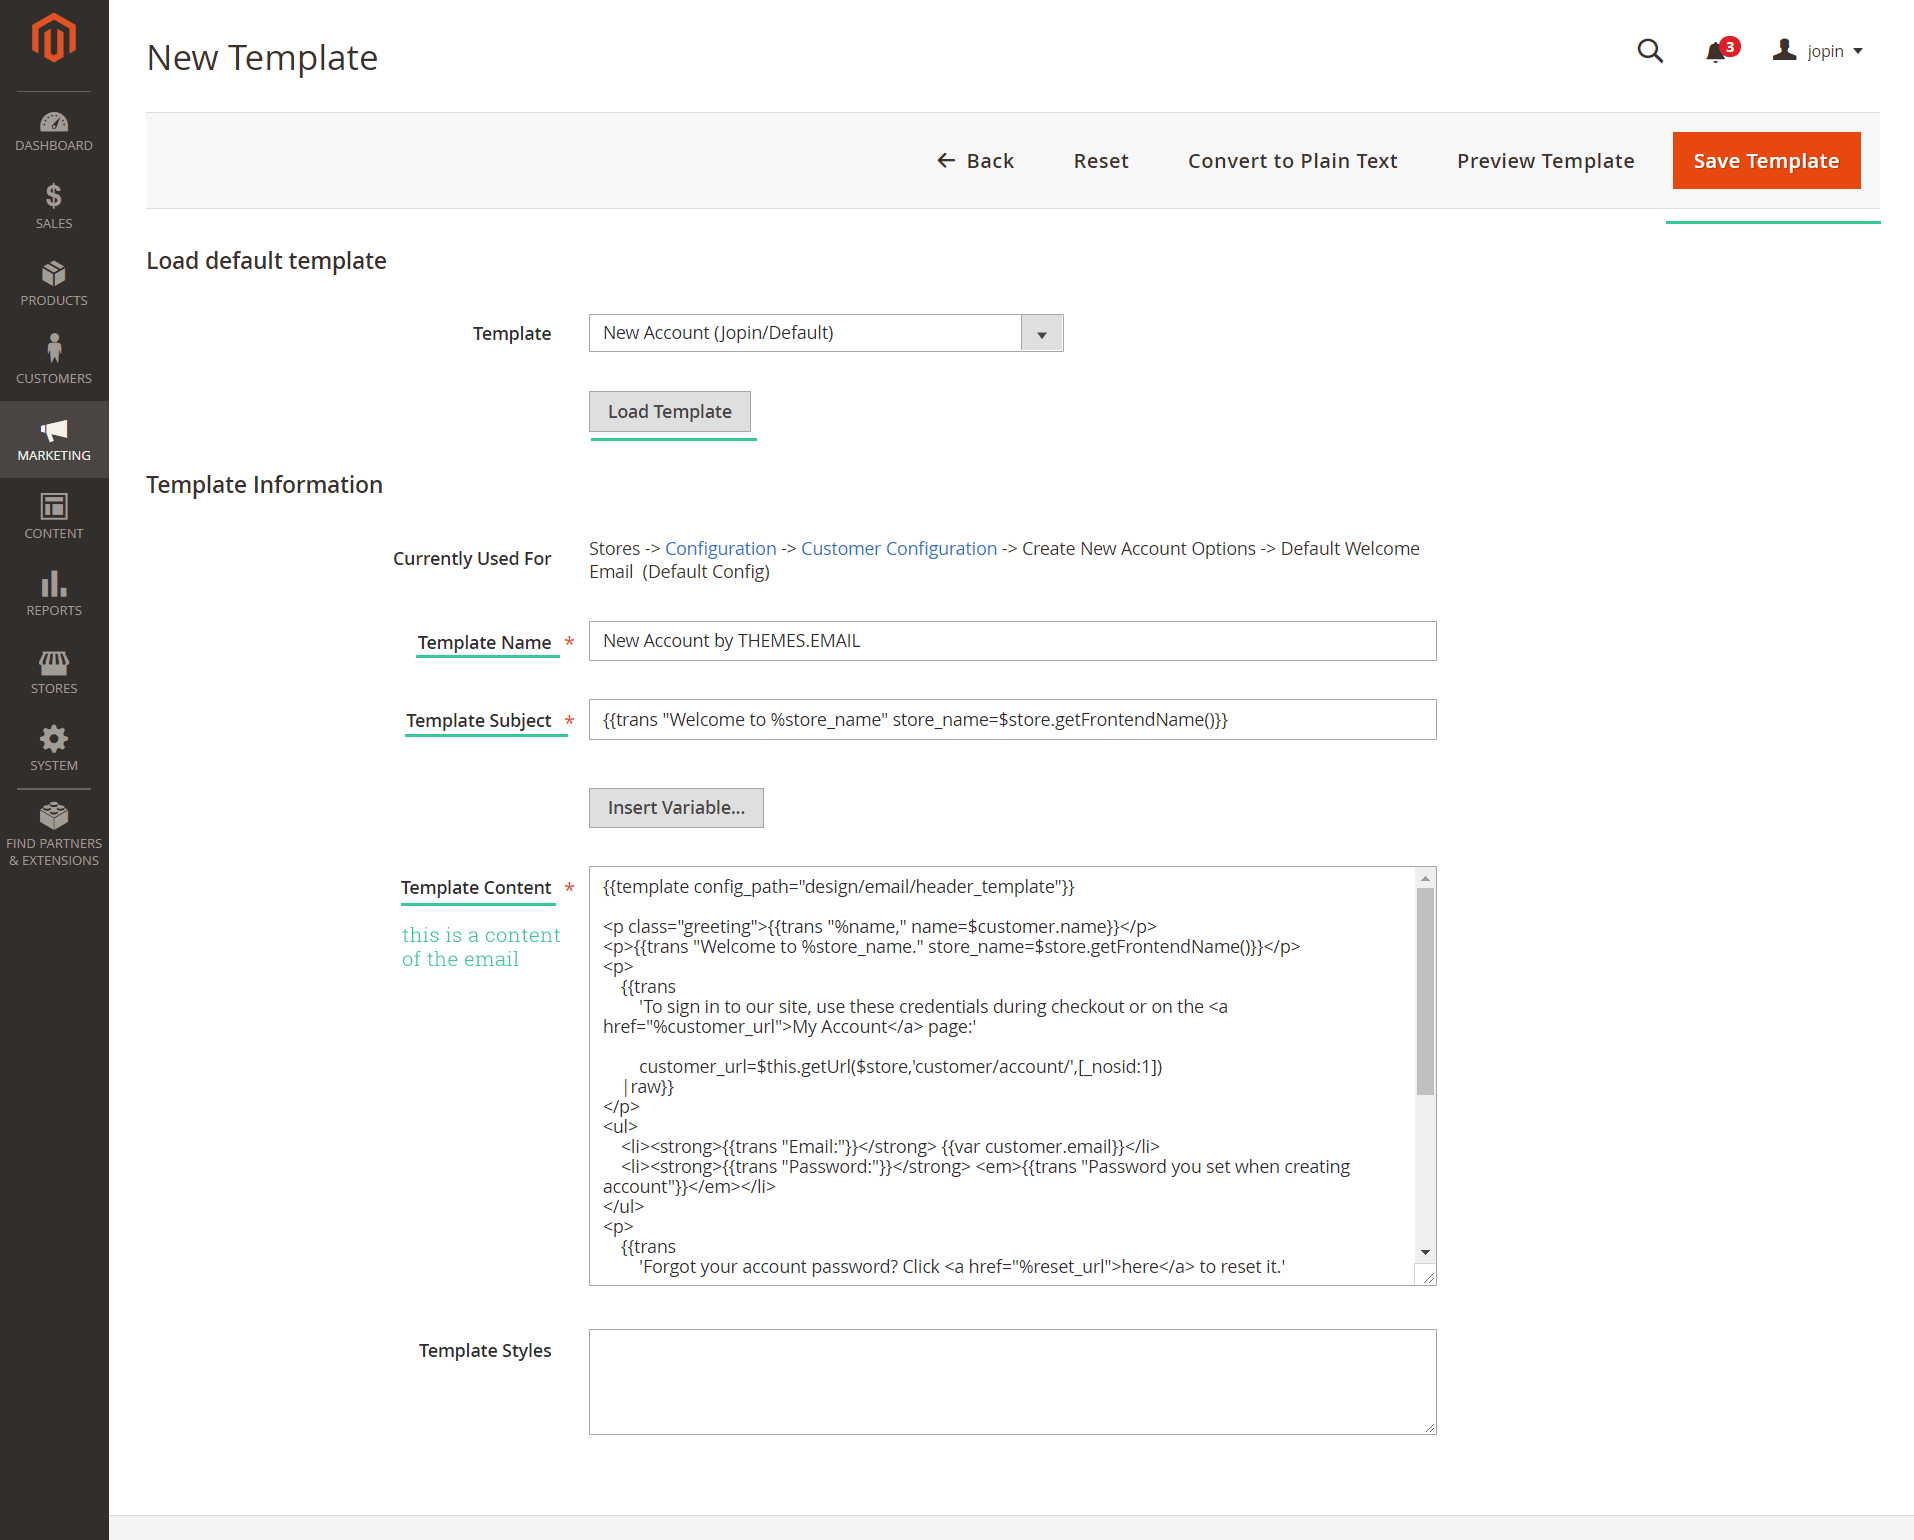 New Template
3
jopin
DASHBOARD
SALES
PRODUCTS
CUSTOMERS
MARKETING
CONTENT
REPORTS
STORES
SYSTEM
FIND PARTNERS
& EXTENSIONS
Back
Reset
Convert to Plain Text
Preview Template
Save Template
Load default template
Template
New Account (Jopin/Default)
Load Template
Template Information
Currently Used For
Stores -> Configuration -> Customer Configuration -> Create New Account Options -> Default Welcome
Email  (Default Config)
Template Name *
New Account by THEMES.EMAIL
Template Subject *
{{trans "Welcome to %store_name" store_name=$store.getFrontendName()}}
Insert Variable...
Template Content *
this is a content
of the email
{{template config_path="design/email/header_template"}}
<p class="greeting">{{trans "%name," name=$customer.name}}</p>
<p>{{trans "Welcome to %store_name." store_name=$store.getFrontendName()}}</p>
<p>
{{trans
'To sign in to our site, use these credentials during checkout or on the <a
href="%customer_url">My Account</a> page:'
customer_url=$this.getUrl($store,'customer/account/',[_nosid:1])
|raw}}
</p>
<ul>
<li><strong>{{trans "Email:"}}</strong> {{var customer.email}}</li>
<li><strong>{{trans "Password:"}}</strong> <em>{{trans "Password you set when creating
account"}}</em></li>
</ul>
<p>
{{trans
'Forgot your account password? Click <a href="%reset_url">here</a> to reset it.'
Template Styles